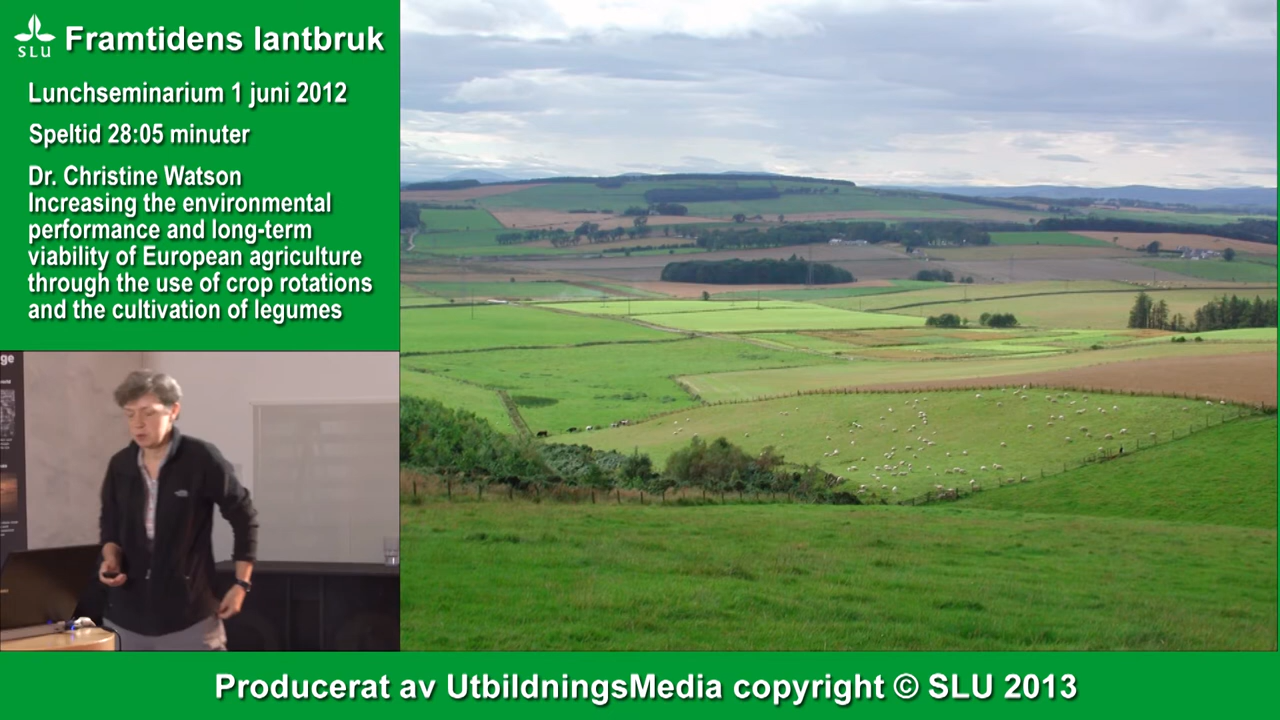 SLU
Framtidens lantbruk
Lunchseminarium 1 juni 2012
Speltid 28:05 minuter
Dr. Christine Watson
Increasing the environmental
performance and long-term
viability of European agriculture
through the use of crop rotations
and the cultivation of legumes
ge
Producerat av UtbildningsMedia copyright © SLU 2013